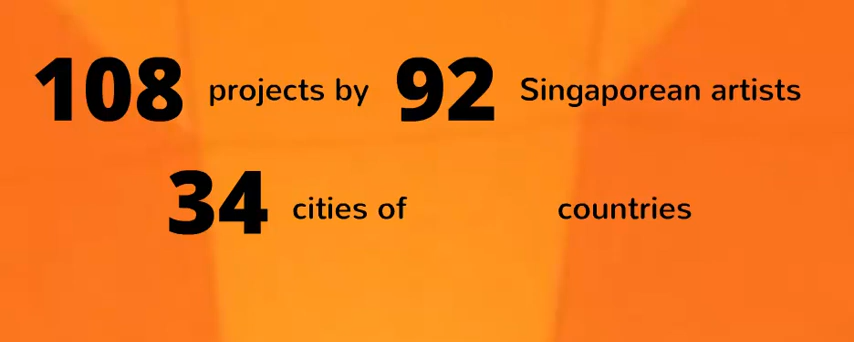 108 projects by 92 Singaporean artists
34 cities of countries